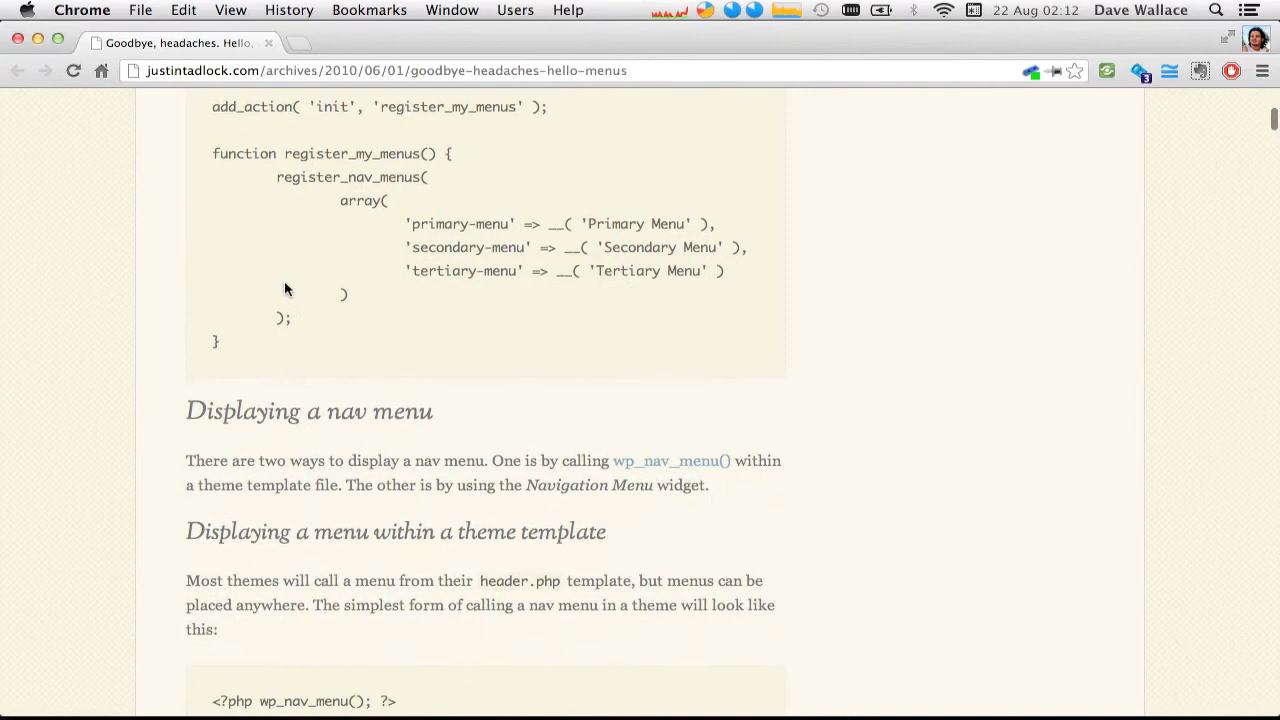 Chrome File Edit View History Bookmarks Window Users Help 22 Aug 02:12 Dave Wallace
Goodbye, headaches. Hello,
justintadlock.com/archives/2010/06/01/goodbye-headaches-hello-menus
3
add_action( 'init', 'register_my_menus' );
function register_my_menus() {
register_nav_menus(
array(
'primary-menu' => __( 'Primary Menu' ),
'secondary-menu' => __( 'Secondary Menu' ),
'tertiary-menu' => __( 'Tertiary Menu' )
)
);
}
Displaying a nav menu
There are two ways to display a nav menu. One is by calling wp_nav_menu() within
a theme template file. The other is by using the Navigation Menu widget.
Displaying a menu within a theme template
Most themes will call a menu from their header.php template, but menus can be
placed anywhere. The simplest form of calling a nav menu in a theme will look like
this:
<?php wp_nav_menu(); ?>